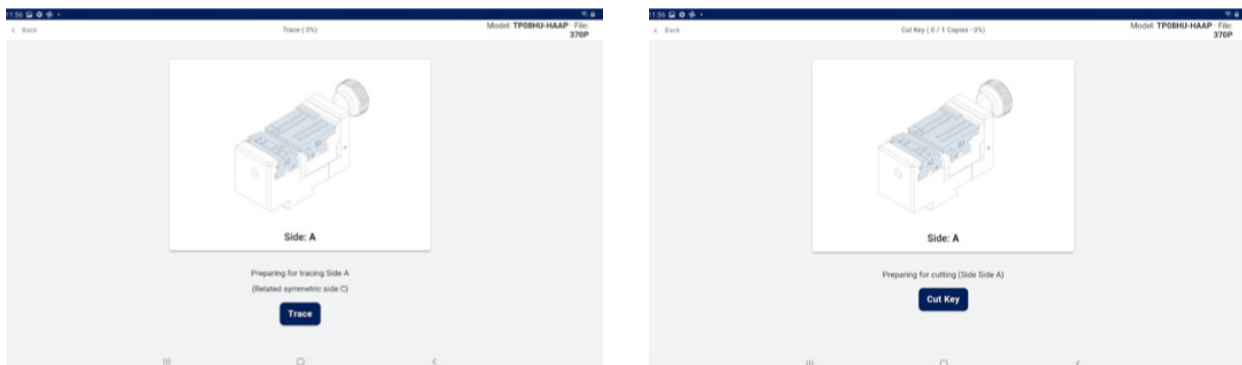 11:56
Back
Trace ( 0%)
Model: TP08HU-HAAP - File:
370P
Side: A
Preparing for tracing Side A
(Related symmetric side C)
Trace
11:56
Back
Cut Key ( 0 / 1 Copies - 0%)
Model: TP08HU-HAAP - File:
370P
Side: A
Preparing for cutting (Side Side A)
Cut Key